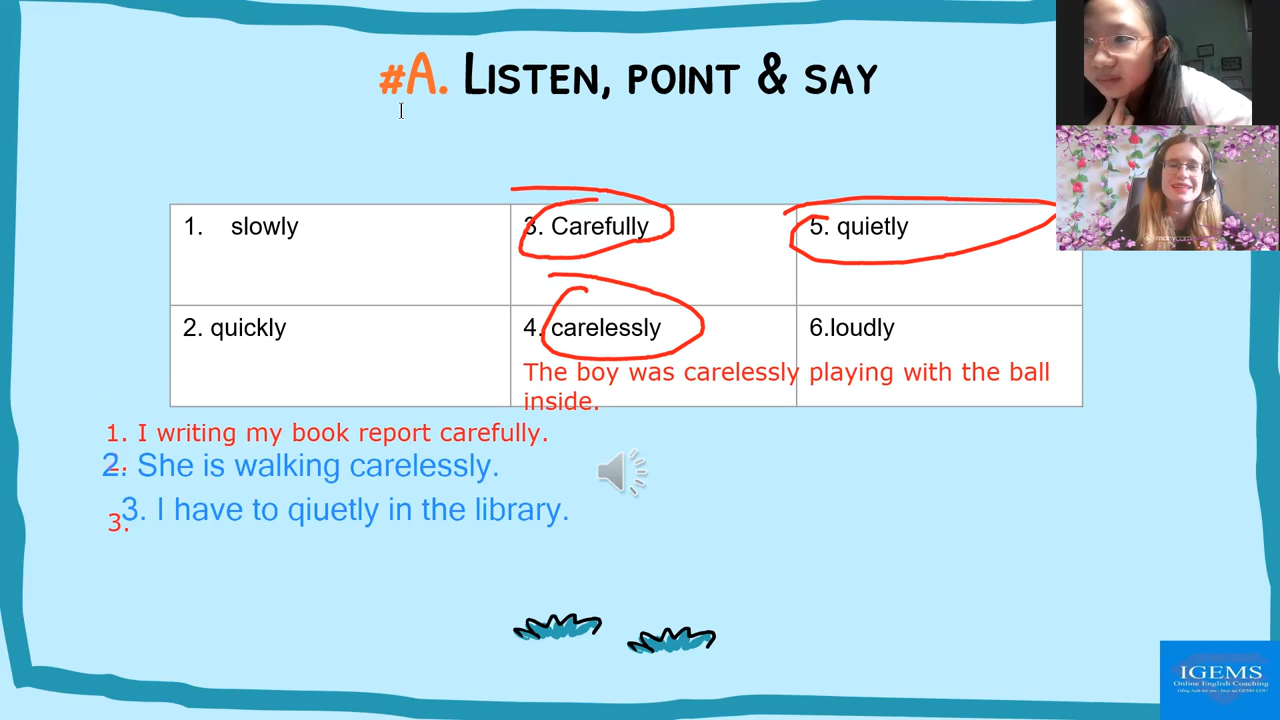 #A. LISTEN, POINT & SAY
1. slowly
3. Carefully
5. quietly
2. quickly
4. carelessly
6.loudly
The boy was carelessly playing with the ball
inside.
1. I writing my book report carefully.
2. She is walking carelessly.
3. 3. I have to qiuetly in the library.
IGEMS
Online English Coaching